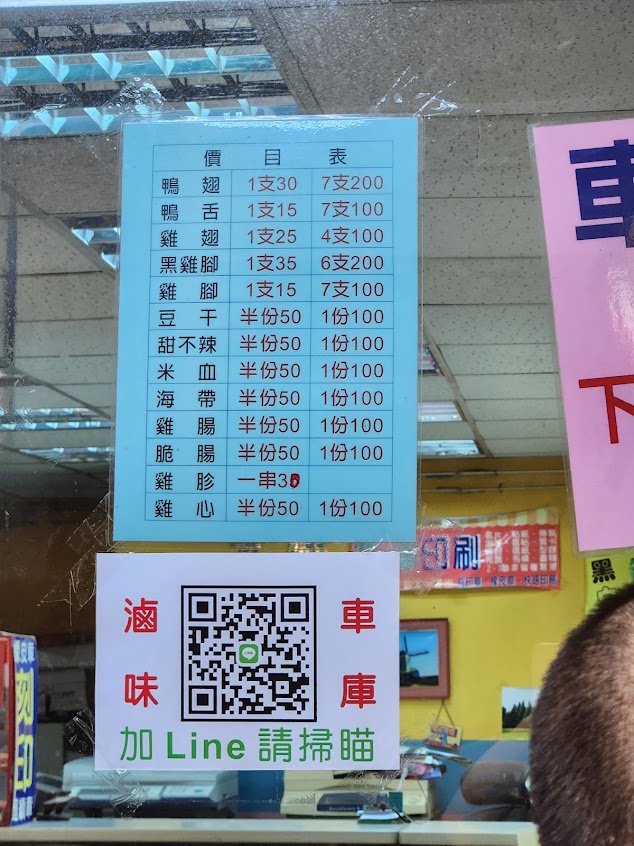 價目表
鴨翅 1支30 7支200
鴨舌 1支15 7支100
雞翅 1支25 4支100
黑雞腳 1支35 6支200
雞腳 1支15 7支100
豆干 半份50 1份100
甜不辣 半份50 1份100
米血 半份50 1份100
海帶 半份50 1份100
雞腸 半份50 1份100
脆腸 半份50 1份100
雞胗 一串30
雞心 半份50 1份100
車
下
刷
黑
滷味
車庫
加 Line 請掃瞄
刻印